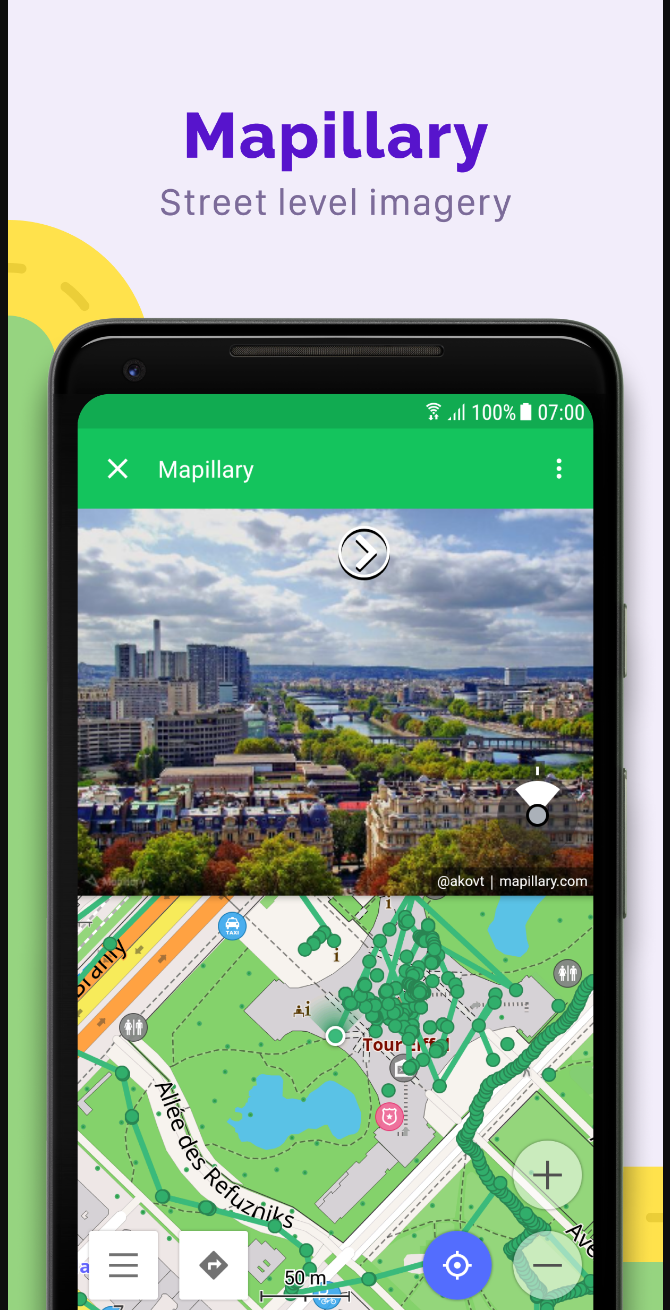 Mapillary
Street level imagery
100% 07:00
Mapillary
@akovt | mapillary.com
Branly
TAXI
i
i
i
Tour Eiffel
Allée des Refuzniks
Ave
a
50 m